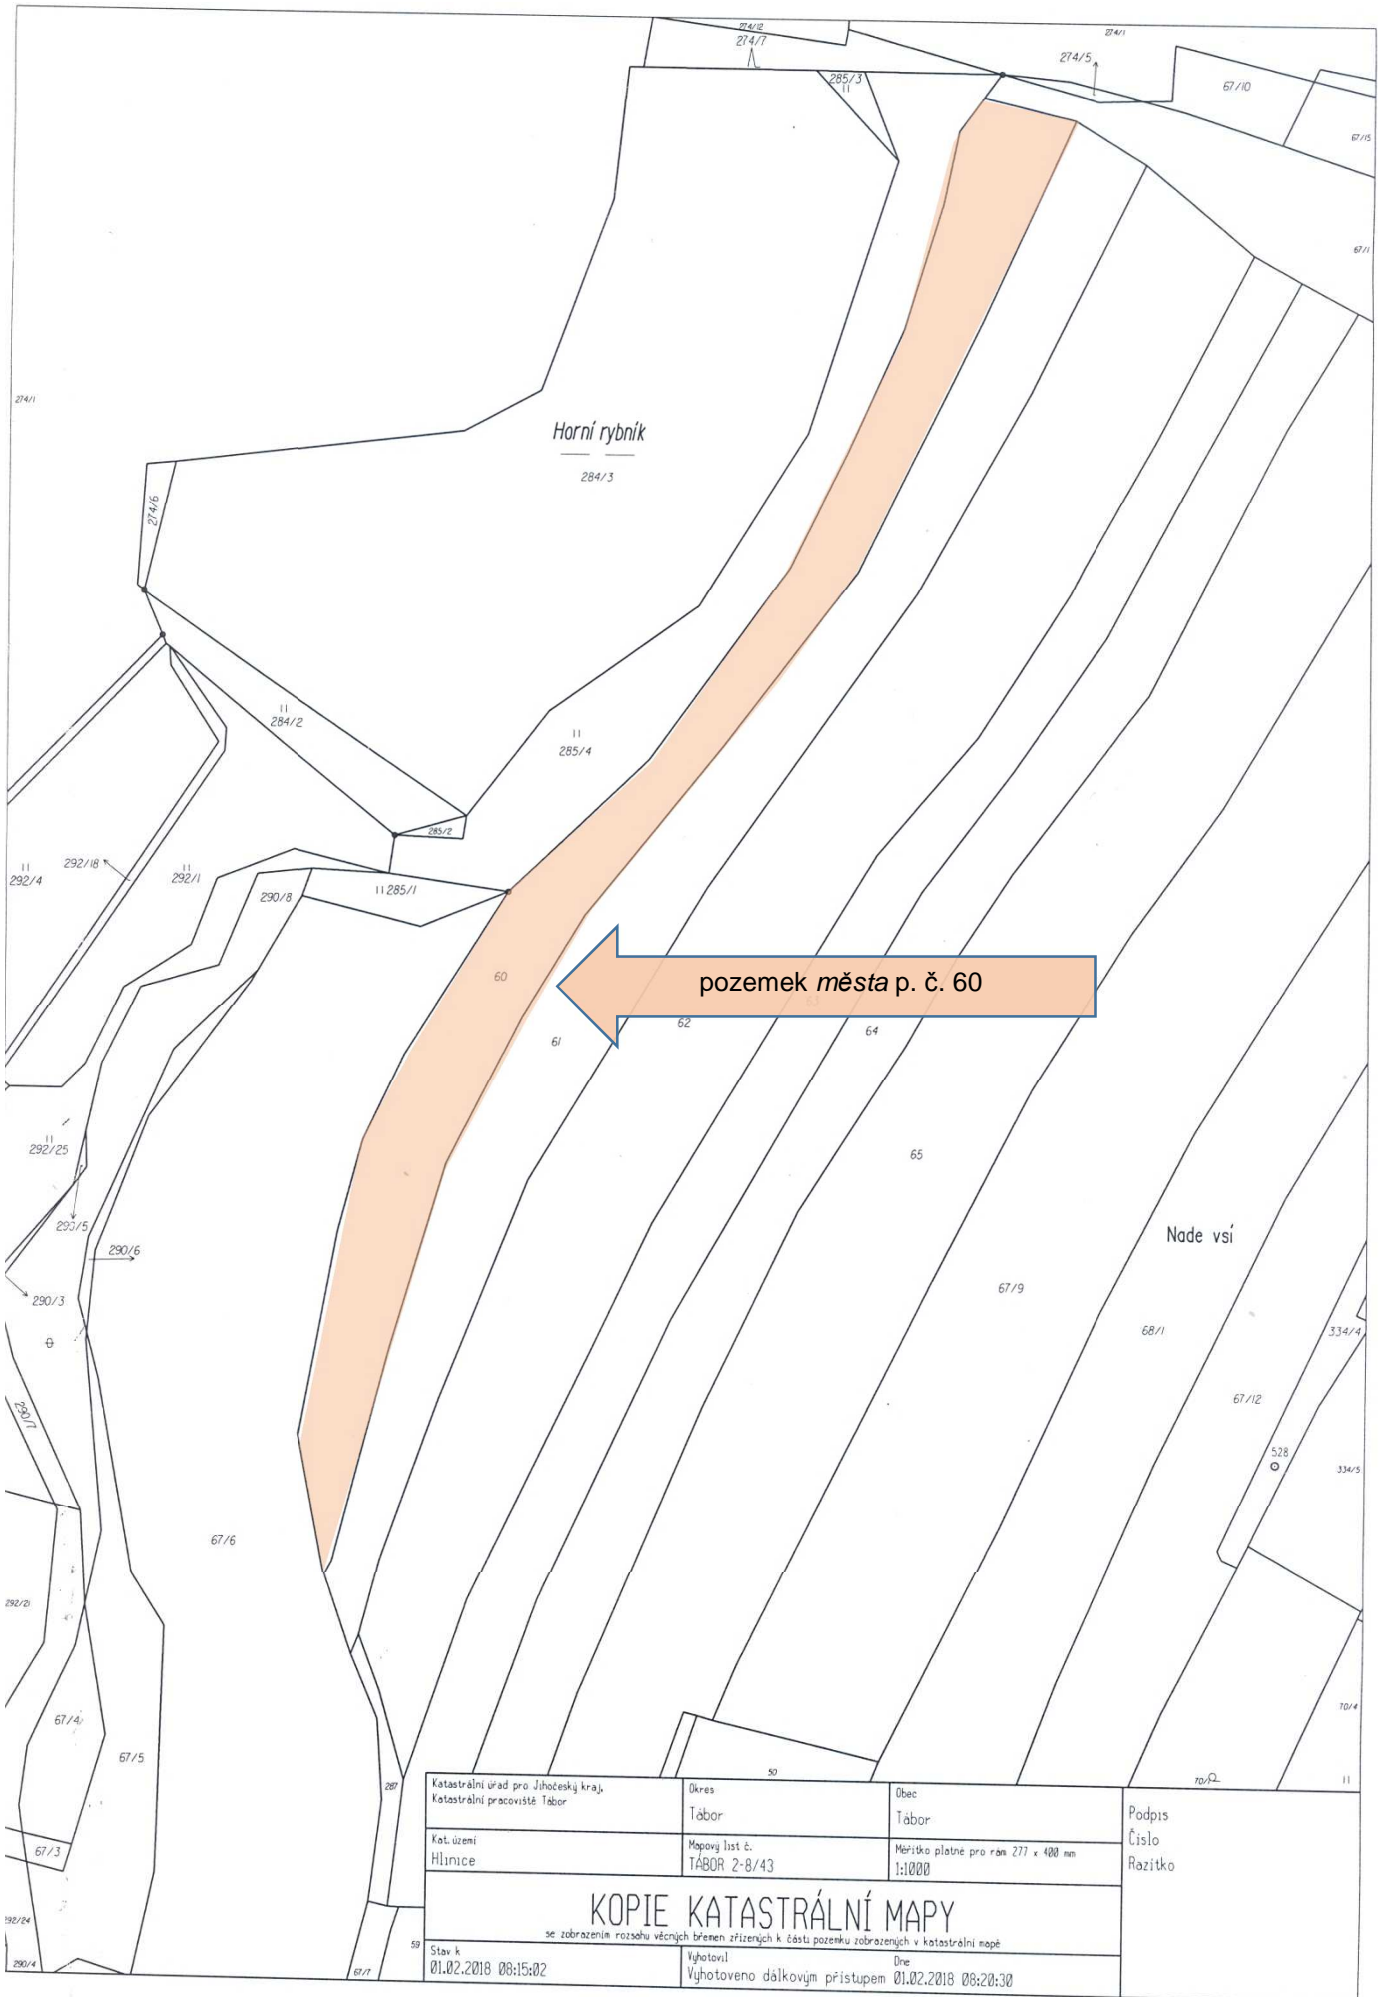 274/12
274/7
274/1
274/5
67/10
285/3
67/15
67/1
274/1
Horní rybník
284/3
274/6
284/2
285/4
285/2
292/4
292/18
292/1
290/8
285/1
60
pozemek města p. č. 60
63
62
64
61
65
292/25
290/5
290/6
290/3
Nade vsí
67/9
68/1
334/4
67/12
290/7
528
334/5
67/6
292/21
70/4
67/4
67/5
287
50
67/3
292/24
290/4
59
67/7
Katastrální úřad pro Jihočeský kraj,
Katastrální pracoviště Tábor
Okres
Tábor
Obec
Tábor
Podpis
Číslo
Razítko
Kat. území
Hlinice
Mapový list č.
TÁBOR 2-8/43
Měřítko platné pro rám 277 x 400 mm
1:1000
KOPIE KATASTRÁLNÍ MAPY
se zobrazením rozsahu věcných břemen zřízených k části pozemku zobrazených v katastrální mapě
Stav k
01.02.2018 08:15:02
Vyhotovil
Vyhotoveno dálkovým přístupem
Dne
01.02.2018 08:20:30